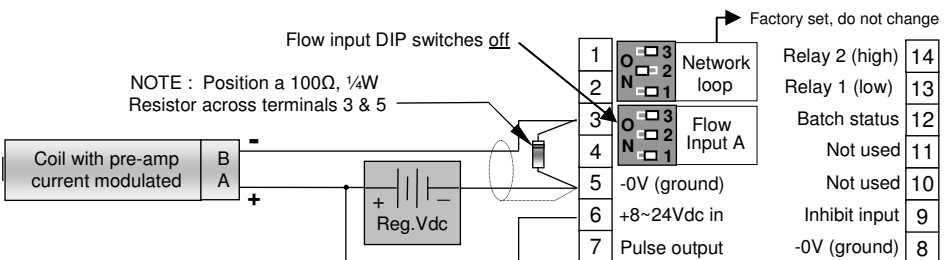 Factory set, do not change
Flow input DIP switches off
NOTE : Position a 100Ω, ¼W
Resistor across terminals 3 & 5
Coil with pre-amp
current modulated
B
A
-
+
+ −
Reg.Vdc
1
2
3
4
5
6
7
O
N
3
2
1
Network
loop
O
N
3
2
1
Flow
Input A
-0V (ground)
+8~24Vdc in
Pulse output
Relay 2 (high) 14
Relay 1 (low) 13
Batch status 12
Not used 11
Not used 10
Inhibit input 9
-0V (ground) 8